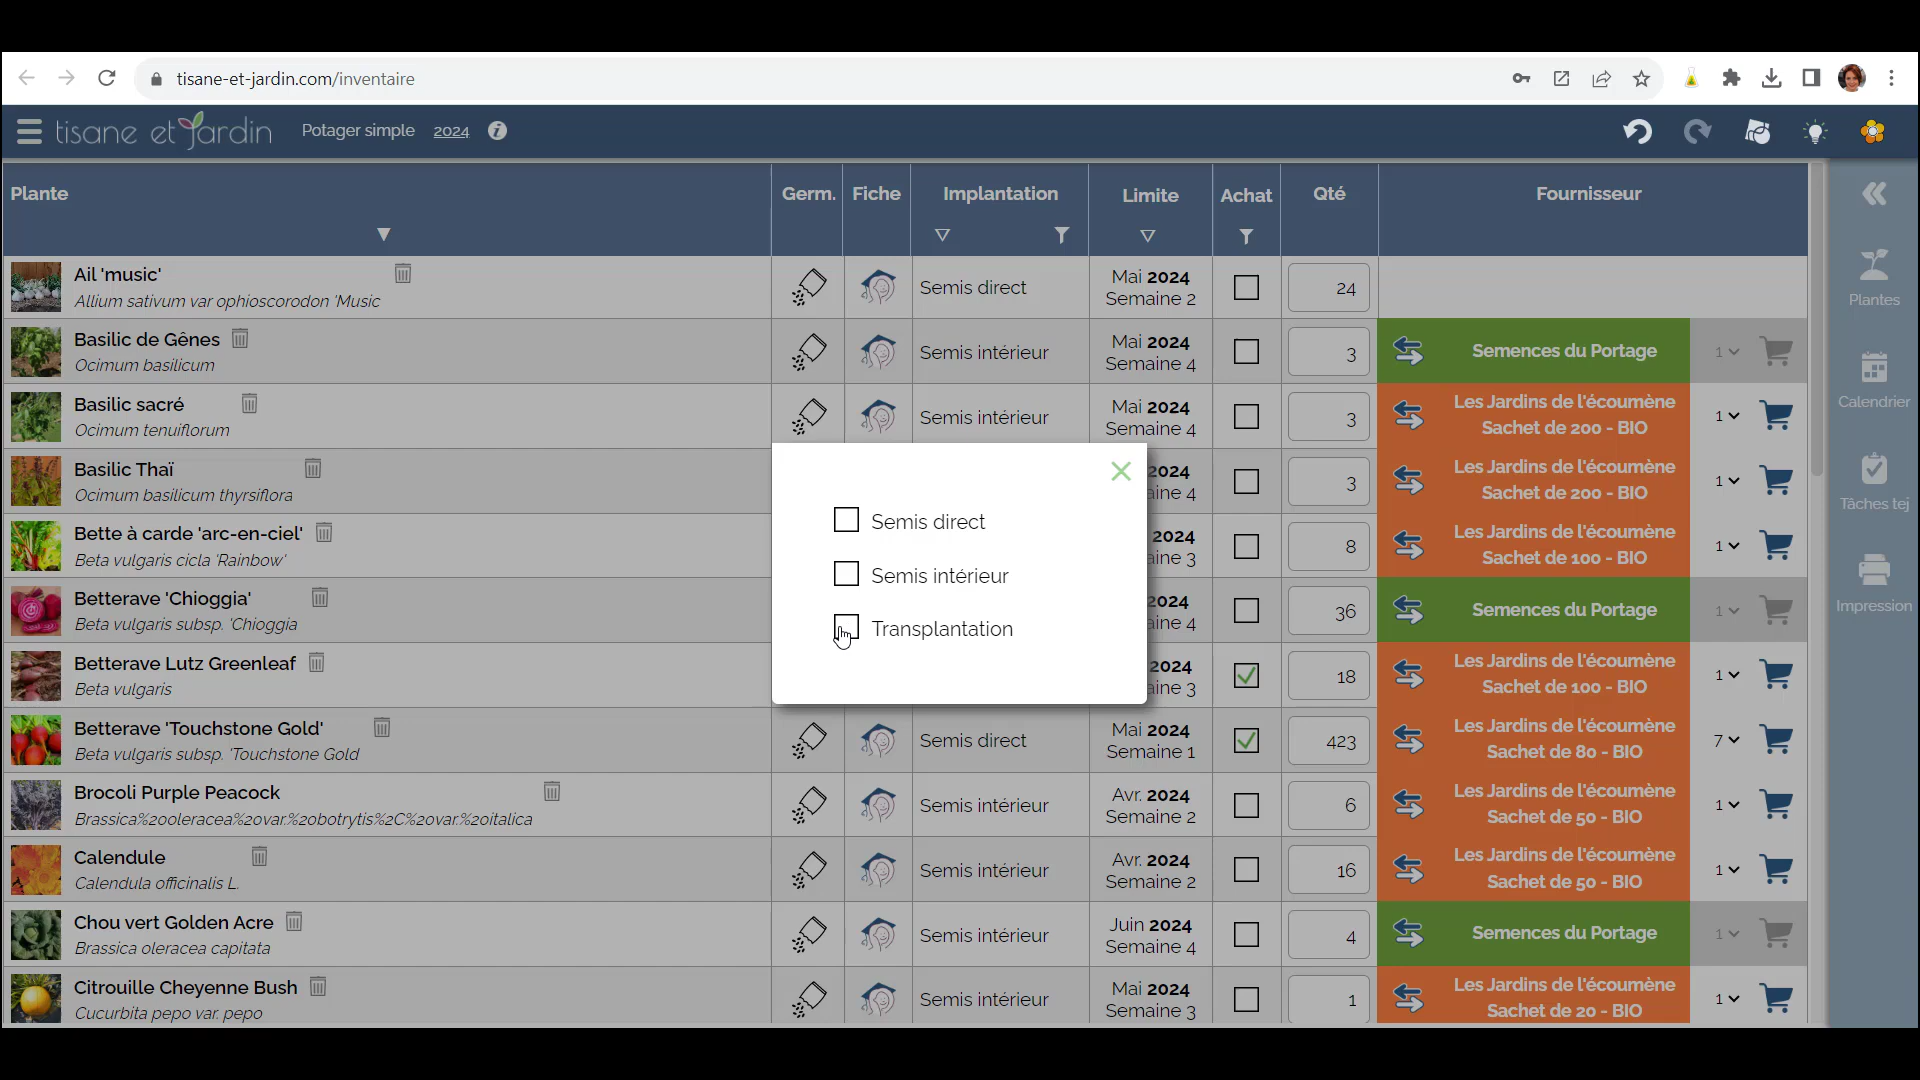 tisane-et-jardin.com/inventaire
tisane et jardin
Potager simple 2024
Plante Germ. Fiche Implantation Limite Achat Qté Fournisseur
Ail 'music'
Allium sativum var ophioscorodon 'Music
Semis direct
Mai 2024
Semaine 2
24
Basilic de Gênes
Ocimum basilicum
Semis intérieur
Mai 2024
Semaine 4
3
Semences du Portage
1
Basilic sacré
Ocimum tenuiflorum
Semis intérieur
Mai 2024
Semaine 4
3
Les Jardins de l'écoumène
Sachet de 200 - BIO
1
Basilic Thaï
Ocimum basilicum thyrsiflora
2024
aine 4
3
Les Jardins de l'écoumène
Sachet de 200 - BIO
1
Bette à carde 'arc-en-ciel'
Beta vulgaris cicla 'Rainbow'
2024
ine 3
8
Les Jardins de l'écoumène
Sachet de 100 - BIO
1
Betterave 'Chioggia'
Beta vulgaris subsp. 'Chioggia
2024
ine 4
36
Semences du Portage
1
Betterave Lutz Greenleaf
Beta vulgaris
2024
aine 3
18
Les Jardins de l'écoumène
Sachet de 100 - BIO
1
Betterave 'Touchstone Gold'
Beta vulgaris subsp. 'Touchstone Gold
Semis direct
Mai 2024
Semaine 1
423
Les Jardins de l'écoumène
Sachet de 80 - BIO
7
Brocoli Purple Peacock
Brassica%20oleracea%20var.%20botrytis%2C%20var.%20italica
Semis intérieur
Avr. 2024
Semaine 2
6
Les Jardins de l'écoumène
Sachet de 50 - BIO
1
Calendule
Calendula officinalis L.
Semis intérieur
Avr. 2024
Semaine 2
16
Les Jardins de l'écoumène
Sachet de 50 - BIO
1
Chou vert Golden Acre
Brassica oleracea capitata
Semis intérieur
Juin 2024
Semaine 4
4
Semences du Portage
1
Citrouille Cheyenne Bush
Cucurbita pepo var. pepo
Semis intérieur
Mai 2024
Semaine 3
1
Les Jardins de l'écoumène
Sachet de 20 - BIO
1
Semis direct
Semis intérieur
Transplantation
Plantes
Calendrier
Tâches tej
Impression